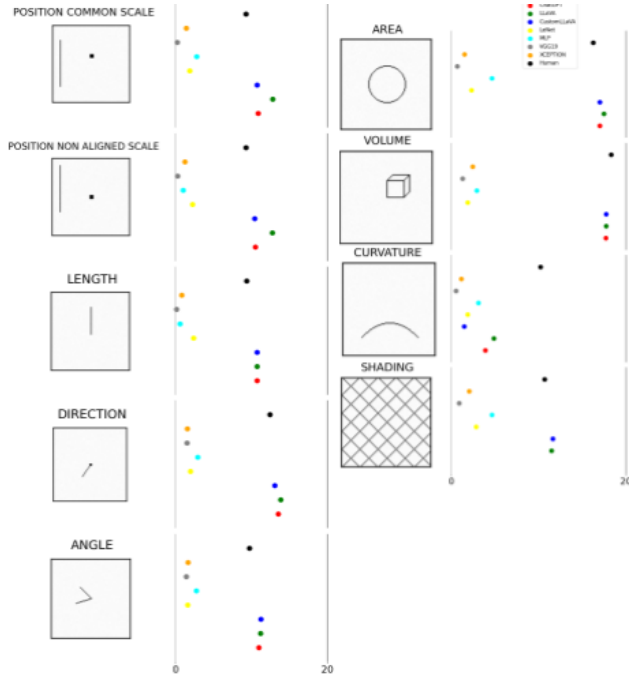 POSITION COMMON SCALE
POSITION NON ALIGNED SCALE
LENGTH
DIRECTION
ANGLE
0
20
AREA
VOLUME
CURVATURE
SHADING
0
20
LLaVA
CustomLLaVA
LeNet
MLP
VGG19
XCEPTION
Human